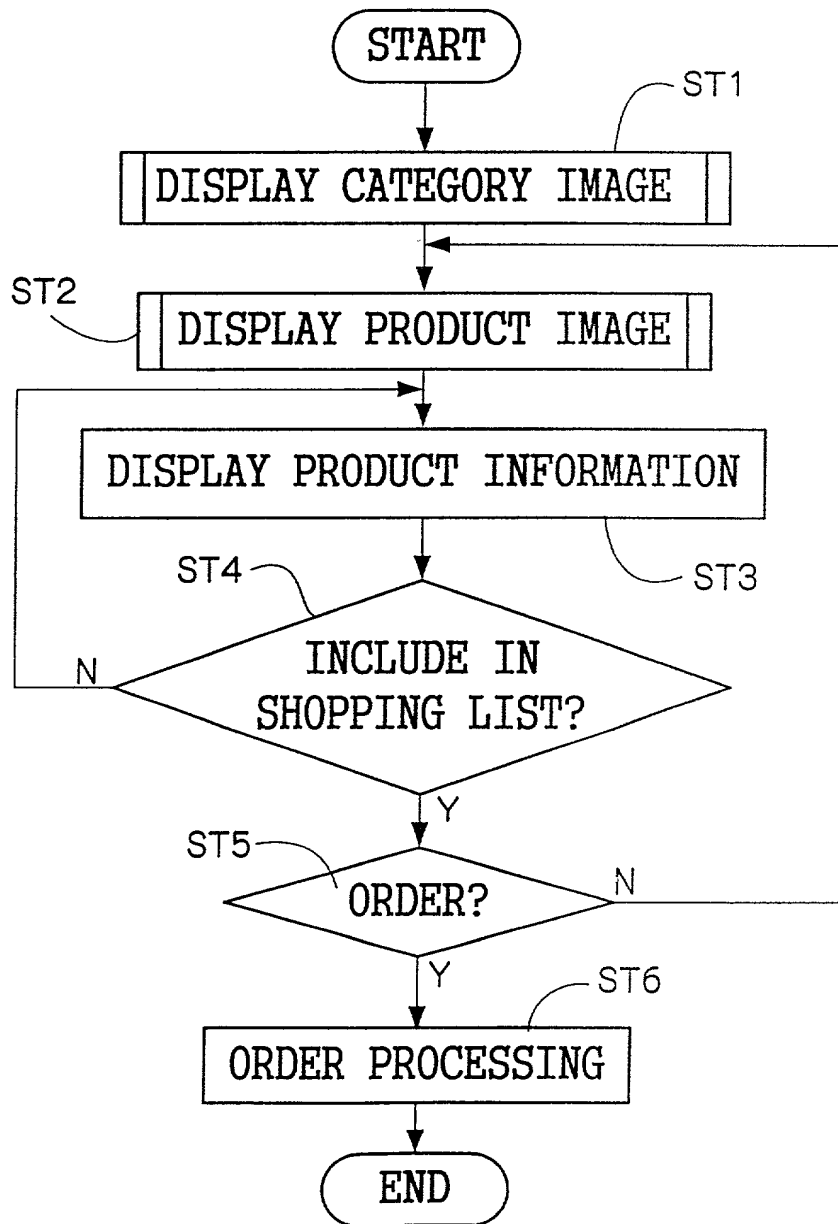 START
ST1
DISPLAY CATEGORY IMAGE
ST2
DISPLAY PRODUCT IMAGE
DISPLAY PRODUCT INFORMATION
ST3
ST4
N
INCLUDE IN
SHOPPING LIST?
Y
ST5
ORDER?
N
Y
ST6
ORDER PROCESSING
END